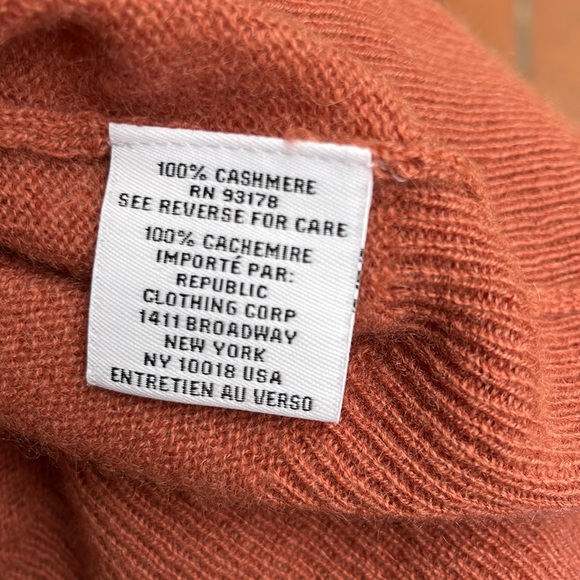 100% CASHMERE
RN 93178
SEE REVERSE FOR CARE
100% CACHEMIRE
IMPORTÉ PAR:
REPUBLIC
CLOTHING CORP
1411 BROADWAY
NEW YORK
NY 10018 USA
ENTRETIEN AU VERSO